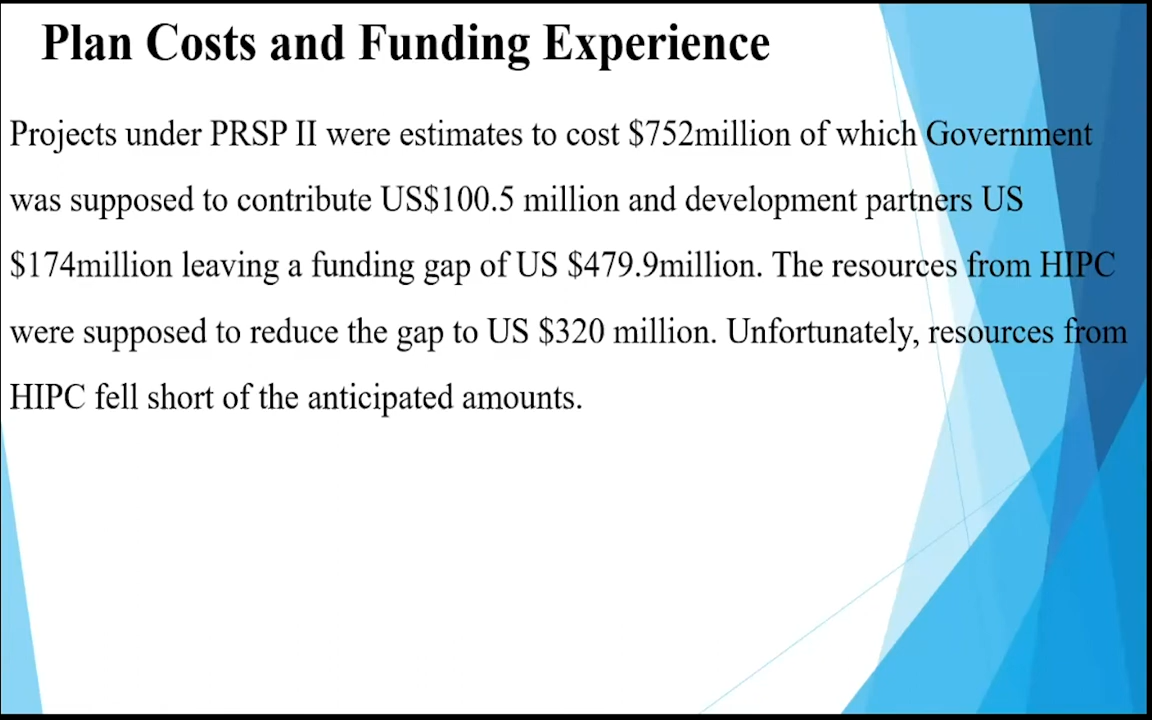 Plan Costs and Funding Experience
Projects under PRSP II were estimates to cost $752million of which Government
was supposed to contribute US$100.5 million and development partners US
$174million leaving a funding gap of US $479.9million. The resources from HIPC
were supposed to reduce the gap to US $320 million. Unfortunately, resources from
HIPC fell short of the anticipated amounts.